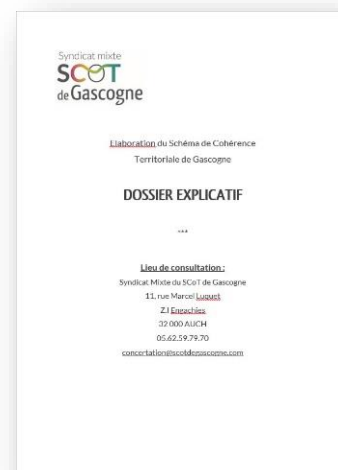 Syndicat mixte
SCOT
de Gascogne
Elaboration du Schéma de Cohérence
Territoriale de Gascogne
DOSSIER EXPLICATIF
***
Lieu de consultation :
Syndicat Mixte du SCoT de Gascogne
11, rue Marcel Luquet
Z.I Engachies
32 000 AUCH
05.62.59.79.70
concertation@scotdegascogne.com